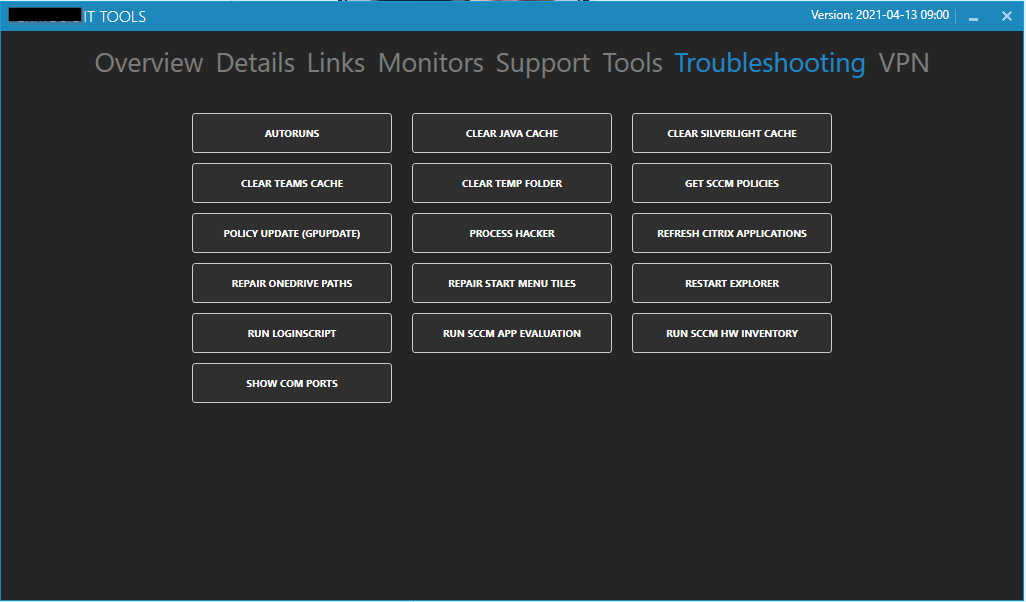 IT TOOLS
Version: 2021-04-13 09:00
Overview Details Links Monitors Support Tools Troubleshooting VPN
AUTORUNS CLEAR JAVA CACHE CLEAR SILVERLIGHT CACHE
CLEAR TEAMS CACHE CLEAR TEMP FOLDER GET SCCM POLICIES
POLICY UPDATE (GPUPDATE) PROCESS HACKER REFRESH CITRIX APPLICATIONS
REPAIR ONEDRIVE PATHS REPAIR START MENU TILES RESTART EXPLORER
RUN LOGINSCRIPT RUN SCCM APP EVALUATION RUN SCCM HW INVENTORY
SHOW COM PORTS